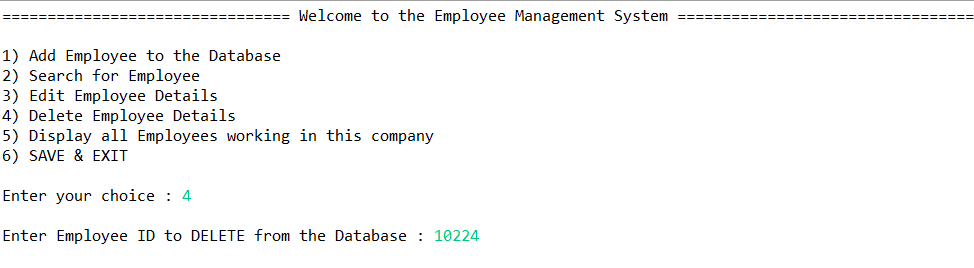 ================================ Welcome to the Employee Management System =================================
1) Add Employee to the Database
2) Search for Employee
3) Edit Employee Details
4) Delete Employee Details
5) Display all Employees working in this company
6) SAVE & EXIT
Enter your choice : 4
Enter Employee ID to DELETE from the Database : 10224